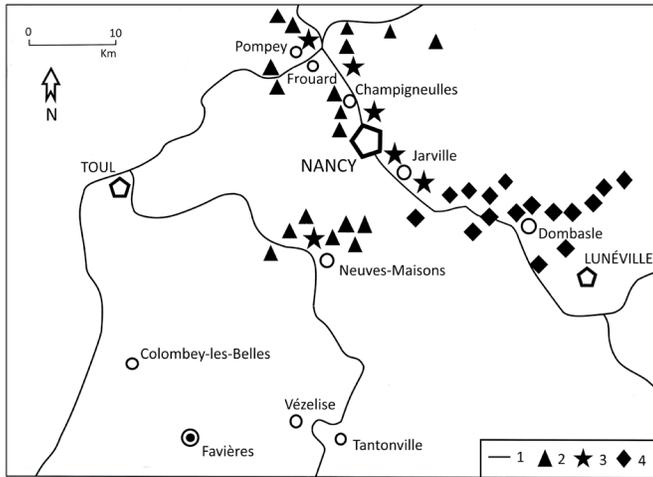 0 10
Km
N
Pompey
Frouard
Champigneulles
NANCY
Jarville
TOUL
Dombasle
LUNÉVILLE
Neuves-Maisons
Colombey-les-Belles
Vézelise
Favières
Tantonville
1 2 3 4